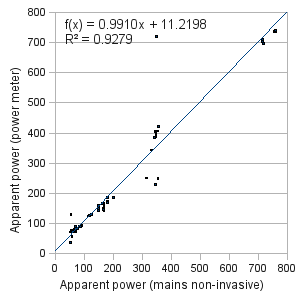 f(x) = 0.9910x + 11.2198
R² = 0.9279
800
700
600
500
400
300
200
100
0
0 100 200 300 400 500 600 700 800
Apparent power (power meter)
Apparent power (mains non-invasive)